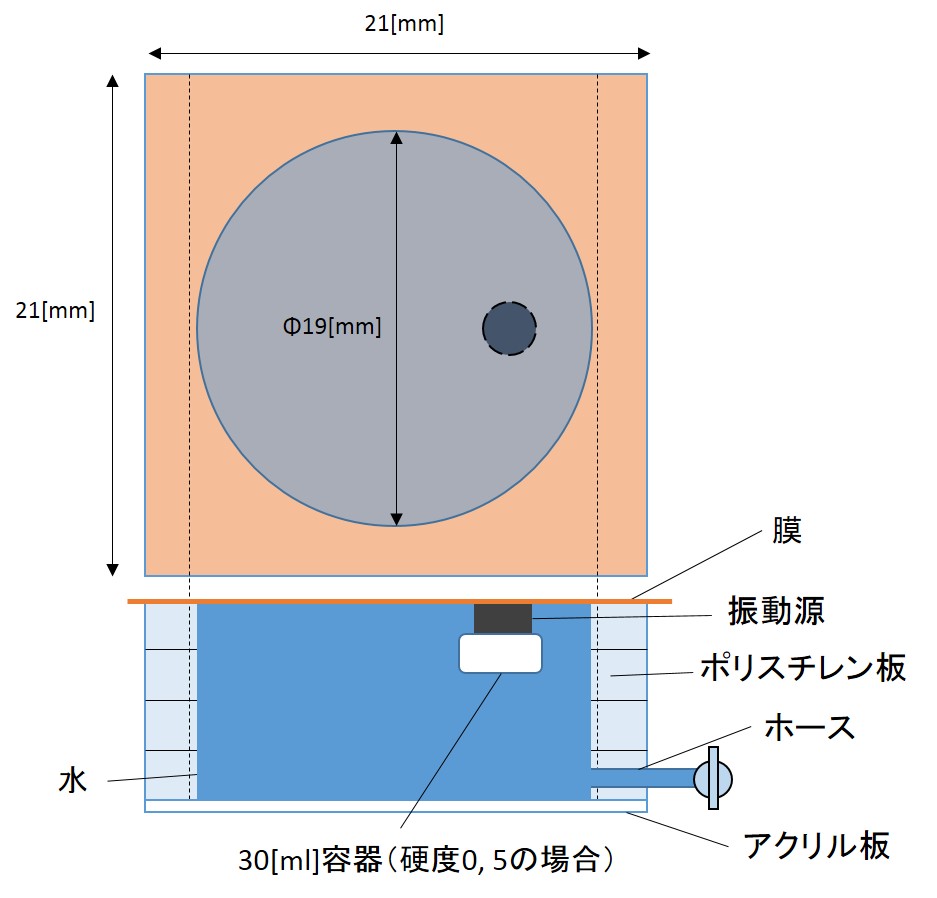 21[mm]
21[mm]
Φ19[mm]
膜
振動源
ポリスチレン板
ホース
水
アクリル板
30[ml]容器（硬度0, 5の場合）